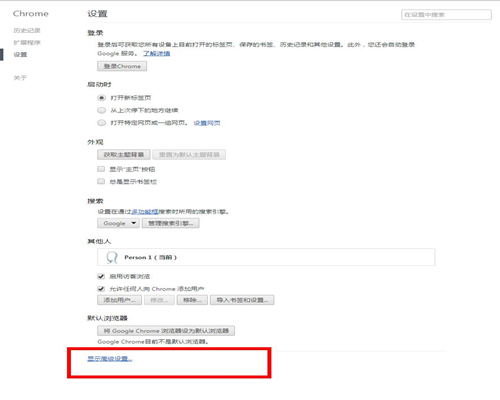 Chrome
设置
在设置中搜索
历史记录
扩展程序
设置
关于
登录
登录后可获取您所有设备上目前打开的标签页、保存的书签、历史记录和其他设置。此外，您还会自动登录
Google 服务。 了解详情
登录Chrome
启动时
打开新标签页
从上次停下的地方继续
打开特定网页或一组网页。 设置网页
外观
获取主题背景 重置为默认主题背景
显示“主页”按钮
总是显示书签栏
搜索
设置在通过多功能框搜索时所用的搜索引擎。
Google 管理搜索引擎...
其他人
Person 1（当前）
启用访客浏览
允许任何人向 Chrome 添加用户
添加用户... 修改... 移除... 导入书签和设置...
默认浏览器
将 Google Chrome 浏览器设为默认浏览器
Google Chrome目前不是默认浏览器。
显示高级设置...